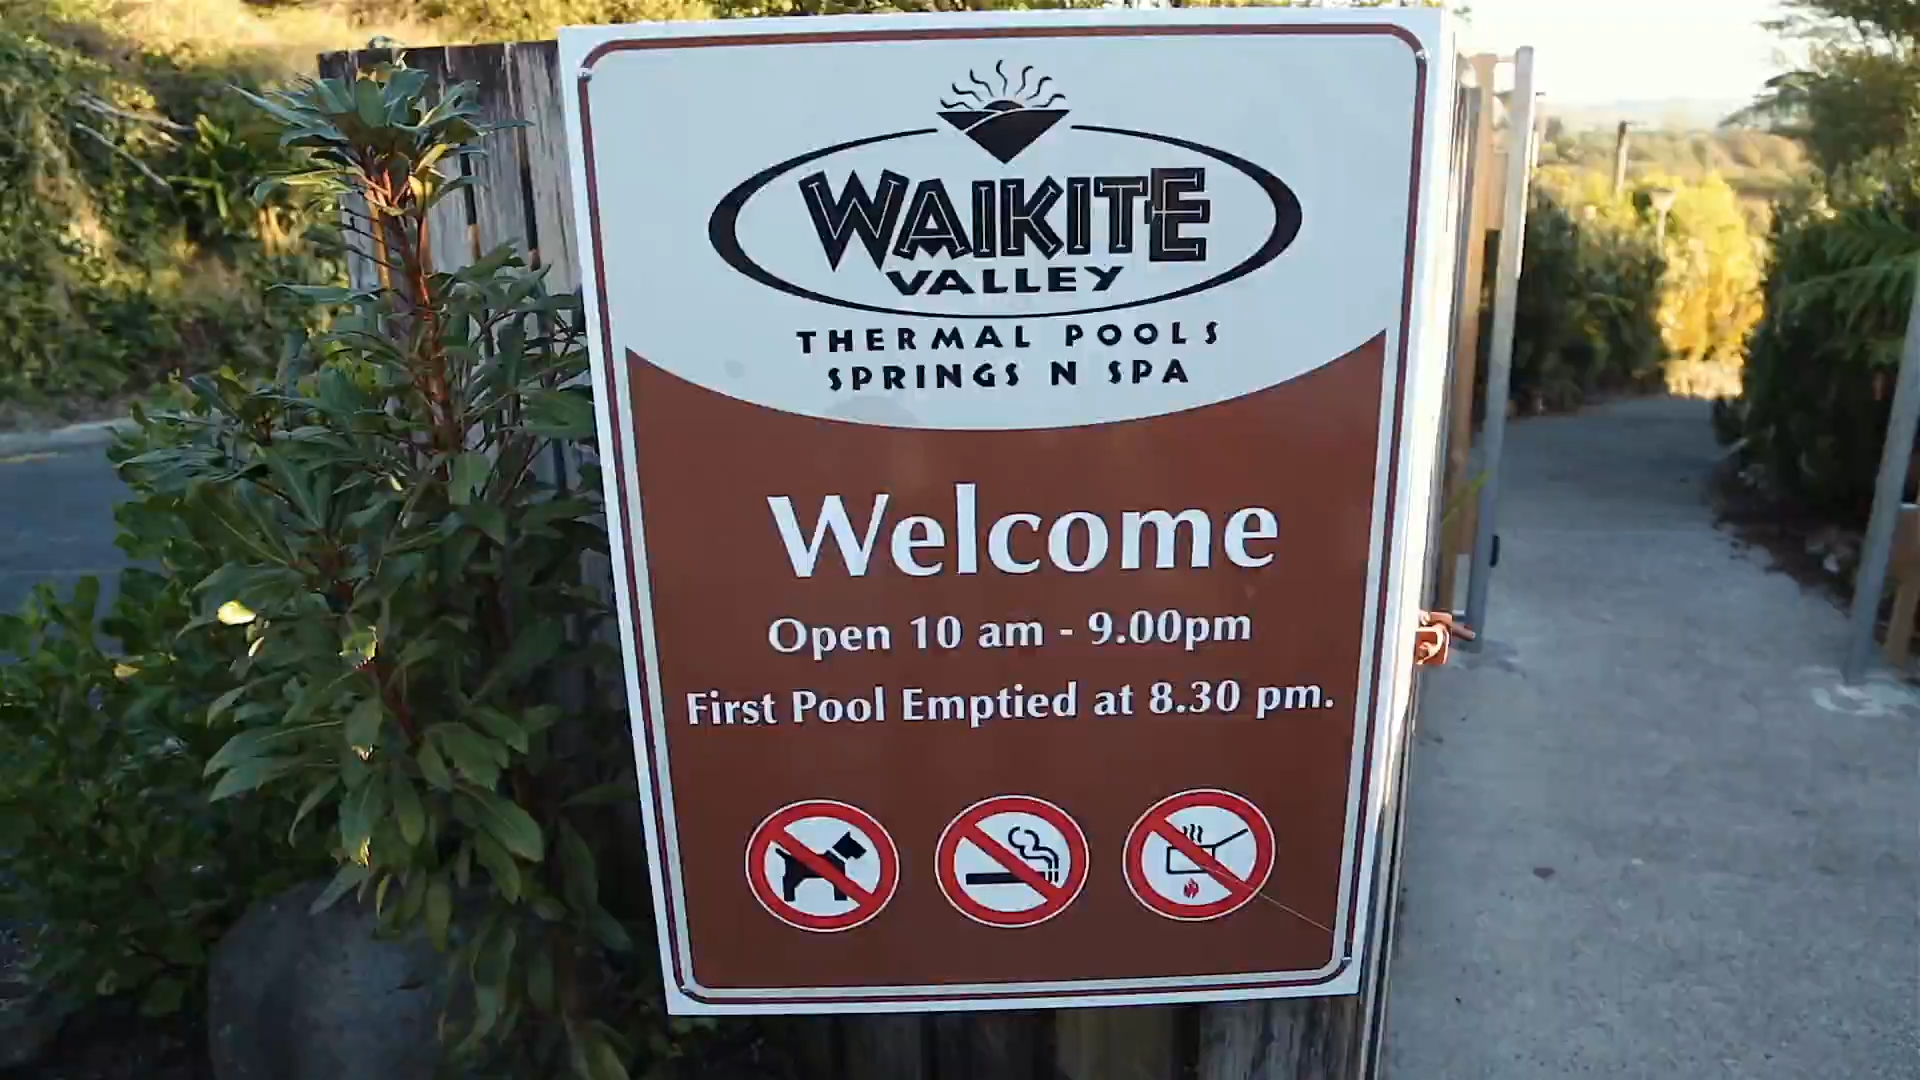 WAIKITE
VALLEY
THERMAL POOLS
SPRINGS N SPA
Welcome
Open 10 am - 9.00pm
First Pool Emptied at 8.30 pm.